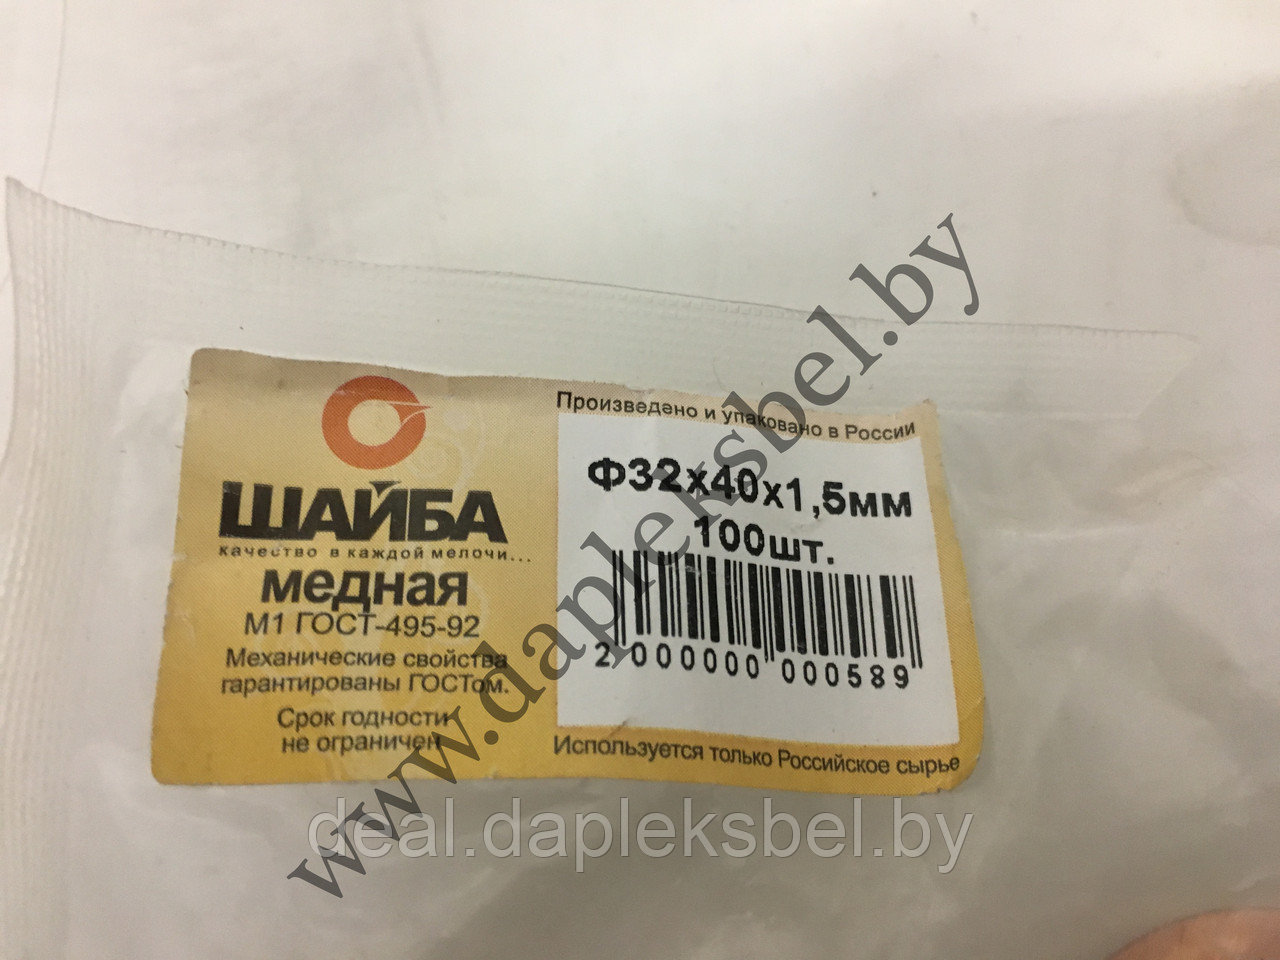 ШАЙБА
качество в каждой мелочи...
медная
М1 ГОСТ-495-92
Механические свойства
гарантированы ГОСТом.
Срок годности
не ограничен
Произведено и упаковано в России
Ф32х40х1,5мм
100шт.
2 000000 000589
Используется только Российское сырье
www.dapleksbel.by
deal.dapleksbel.by